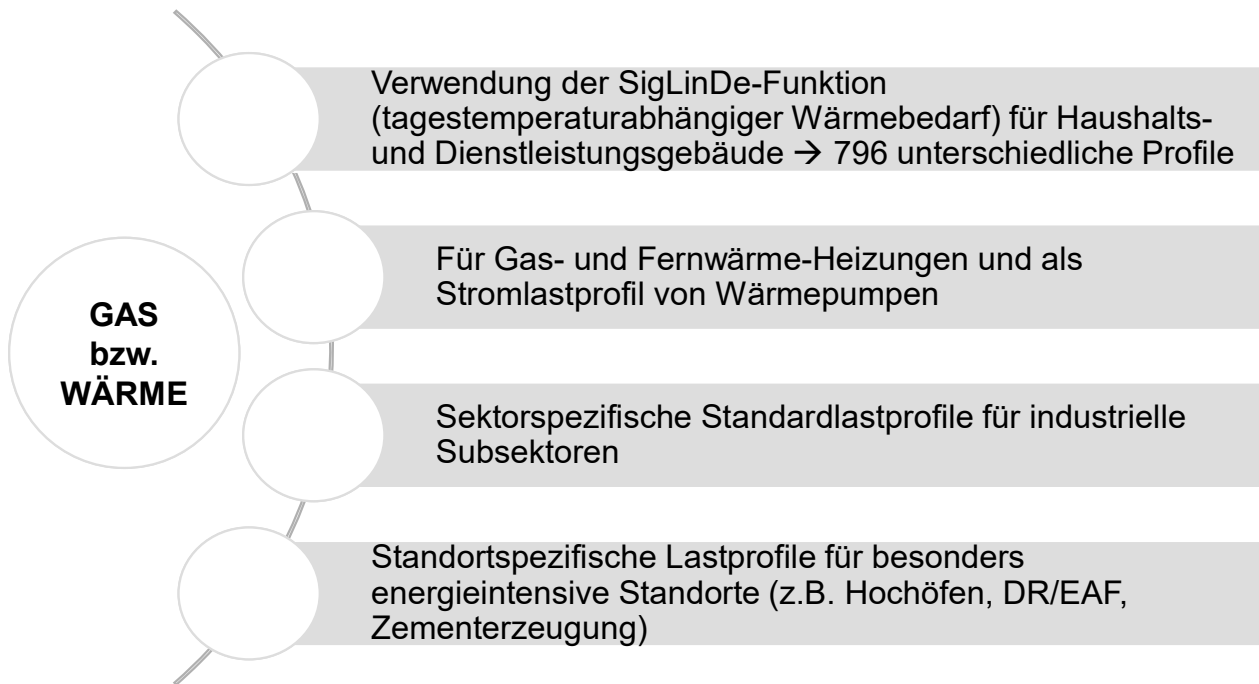 Verwendung der SigLinDe-Funktion
(tagestemperaturabhängiger Wärmebedarf) für Haushalts-
und Dienstleistungsgebäude → 796 unterschiedliche Profile
Für Gas- und Fernwärme-Heizungen und als
Stromlastprofil von Wärmepumpen
GAS
bzw.
WÄRME
Sektorspezifische Standardlastprofile für industrielle
Subsektoren
Standortspezifische Lastprofile für besonders
energieintensive Standorte (z.B. Hochöfen, DR/EAF,
Zementerzeugung)